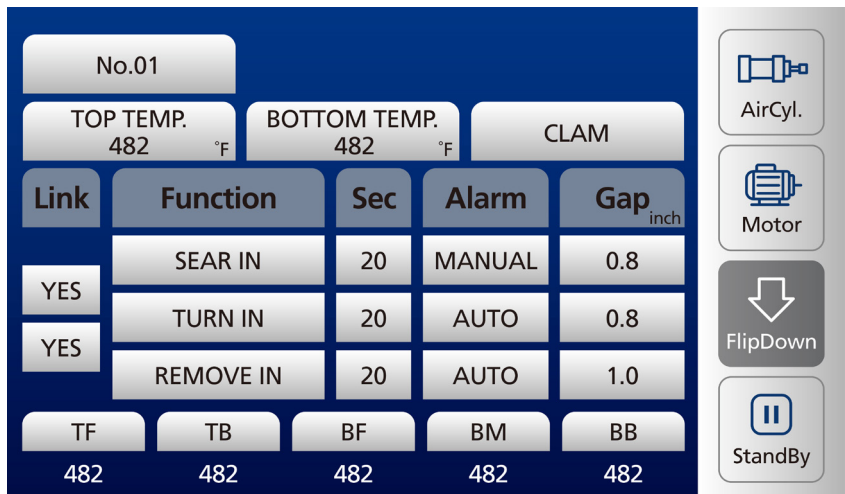 No.01
TOP TEMP.
482 °F
BOTTOM TEMP.
482 °F
CLAM
Link Function Sec Alarm Gap inch
SEAR IN 20 MANUAL 0.8
YES
TURN IN 20 AUTO 0.8
YES
REMOVE IN 20 AUTO 1.0
TF TB BF BM BB
482 482 482 482 482
AirCyl.
Motor
FlipDown
StandBy